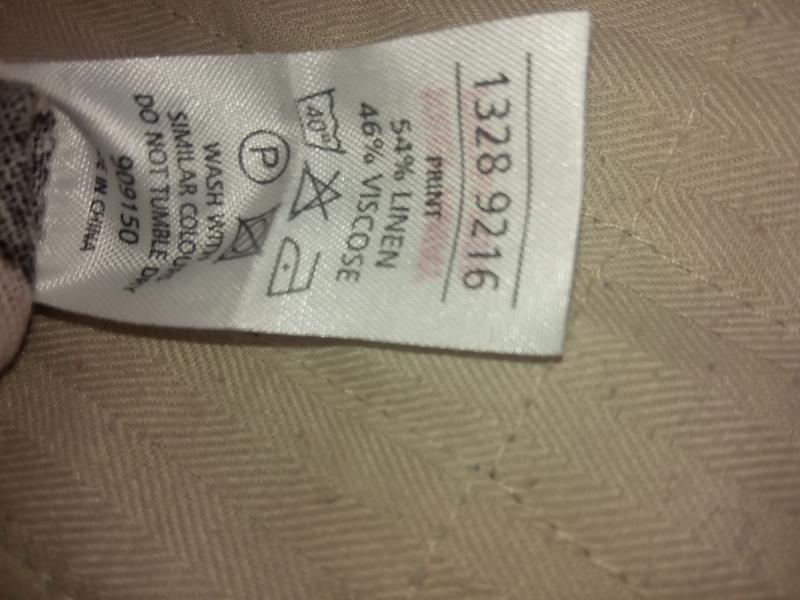 1328 9216
PRINT
54% LINEN
46% VISCOSE
40°
P
WASH WITH
SIMILAR COLOURS
DO NOT TUMBLE DRY
909150
IN CHINA